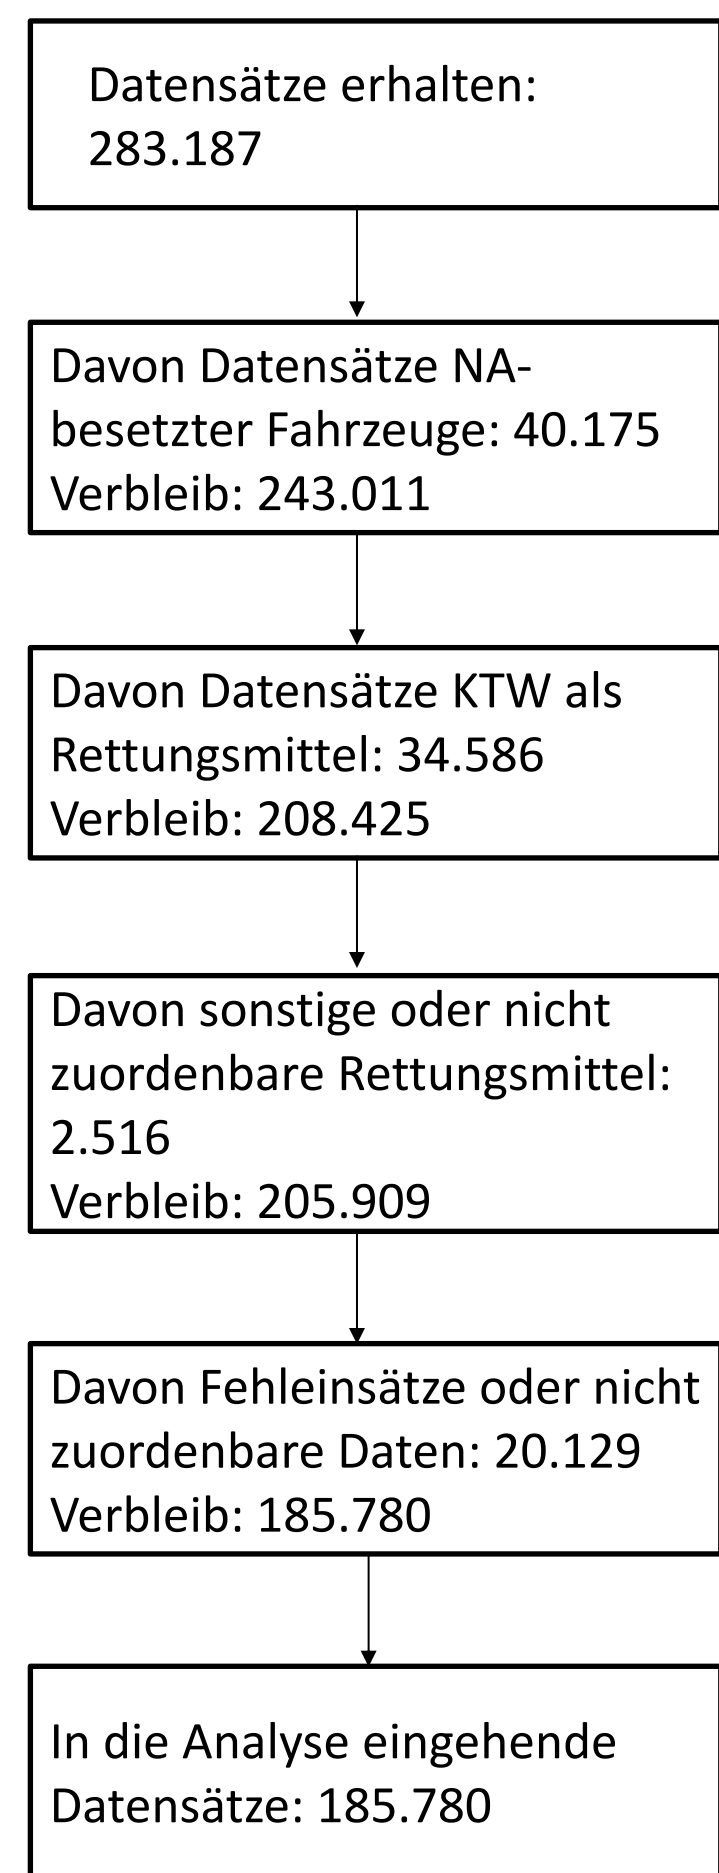 Datensätze erhalten:
283.187
Davon Datensätze NA-
besetzter Fahrzeuge: 40.175
Verbleib: 243.011
Davon Datensätze KTW als
Rettungsmittel: 34.586
Verbleib: 208.425
Davon sonstige oder nicht
zuordenbare Rettungsmittel:
2.516
Verbleib: 205.909
Davon Fehleinsätze oder nicht
zuordenbare Daten: 20.129
Verbleib: 185.780
In die Analyse eingehende
Datensätze: 185.780